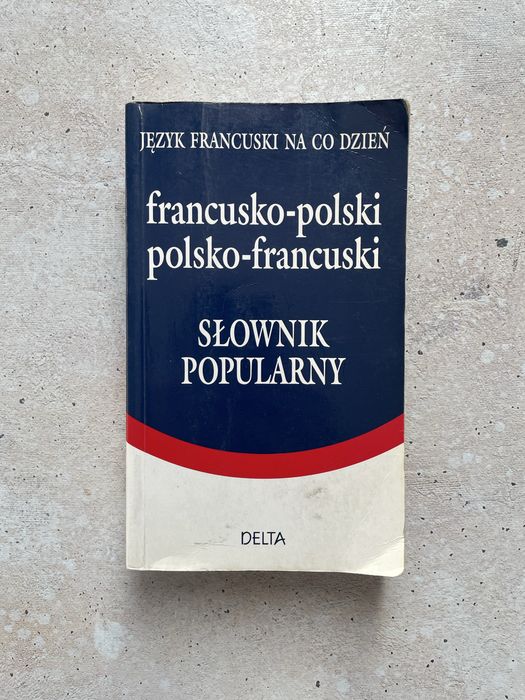 JĘZYK FRANCUSKI NA CO DZIEŃ
francusko-polski
polsko-francuski
SŁOWNIK
POPULARNY
DELTA